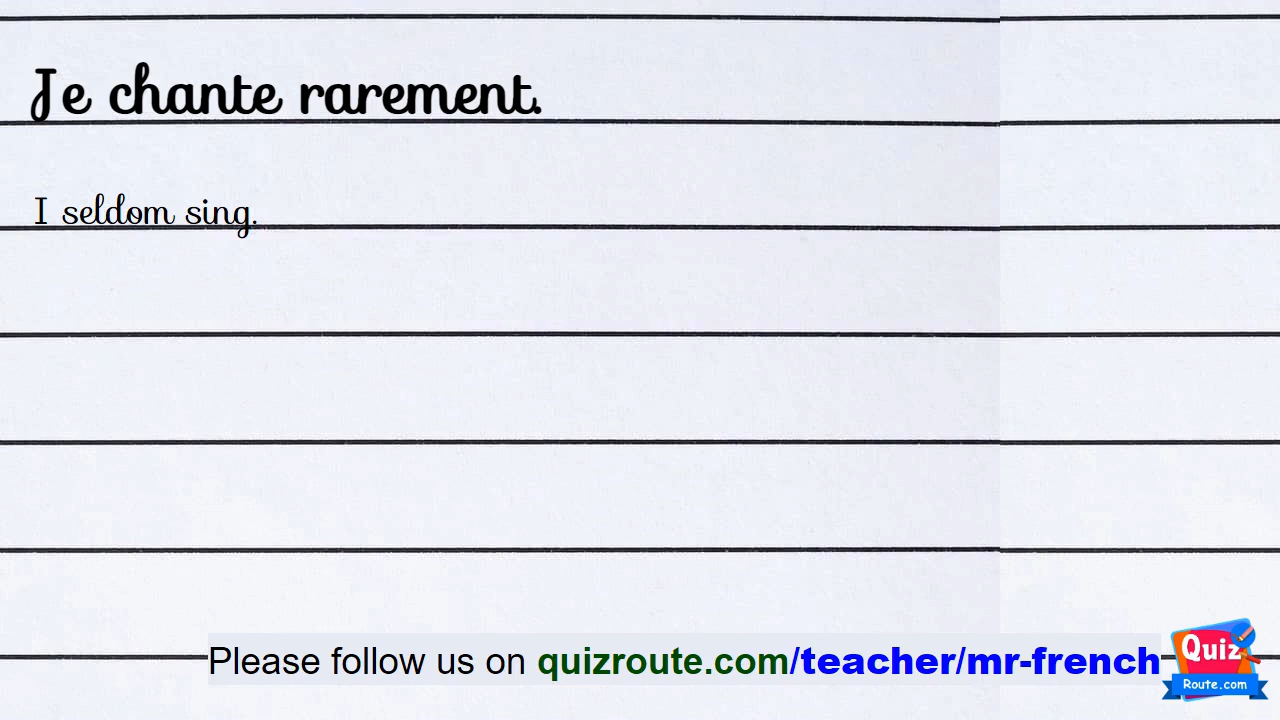 Je chante rarement.
I seldom sing.
Please follow us on quizroute.com/teacher/mr-french
Quiz
Route.com